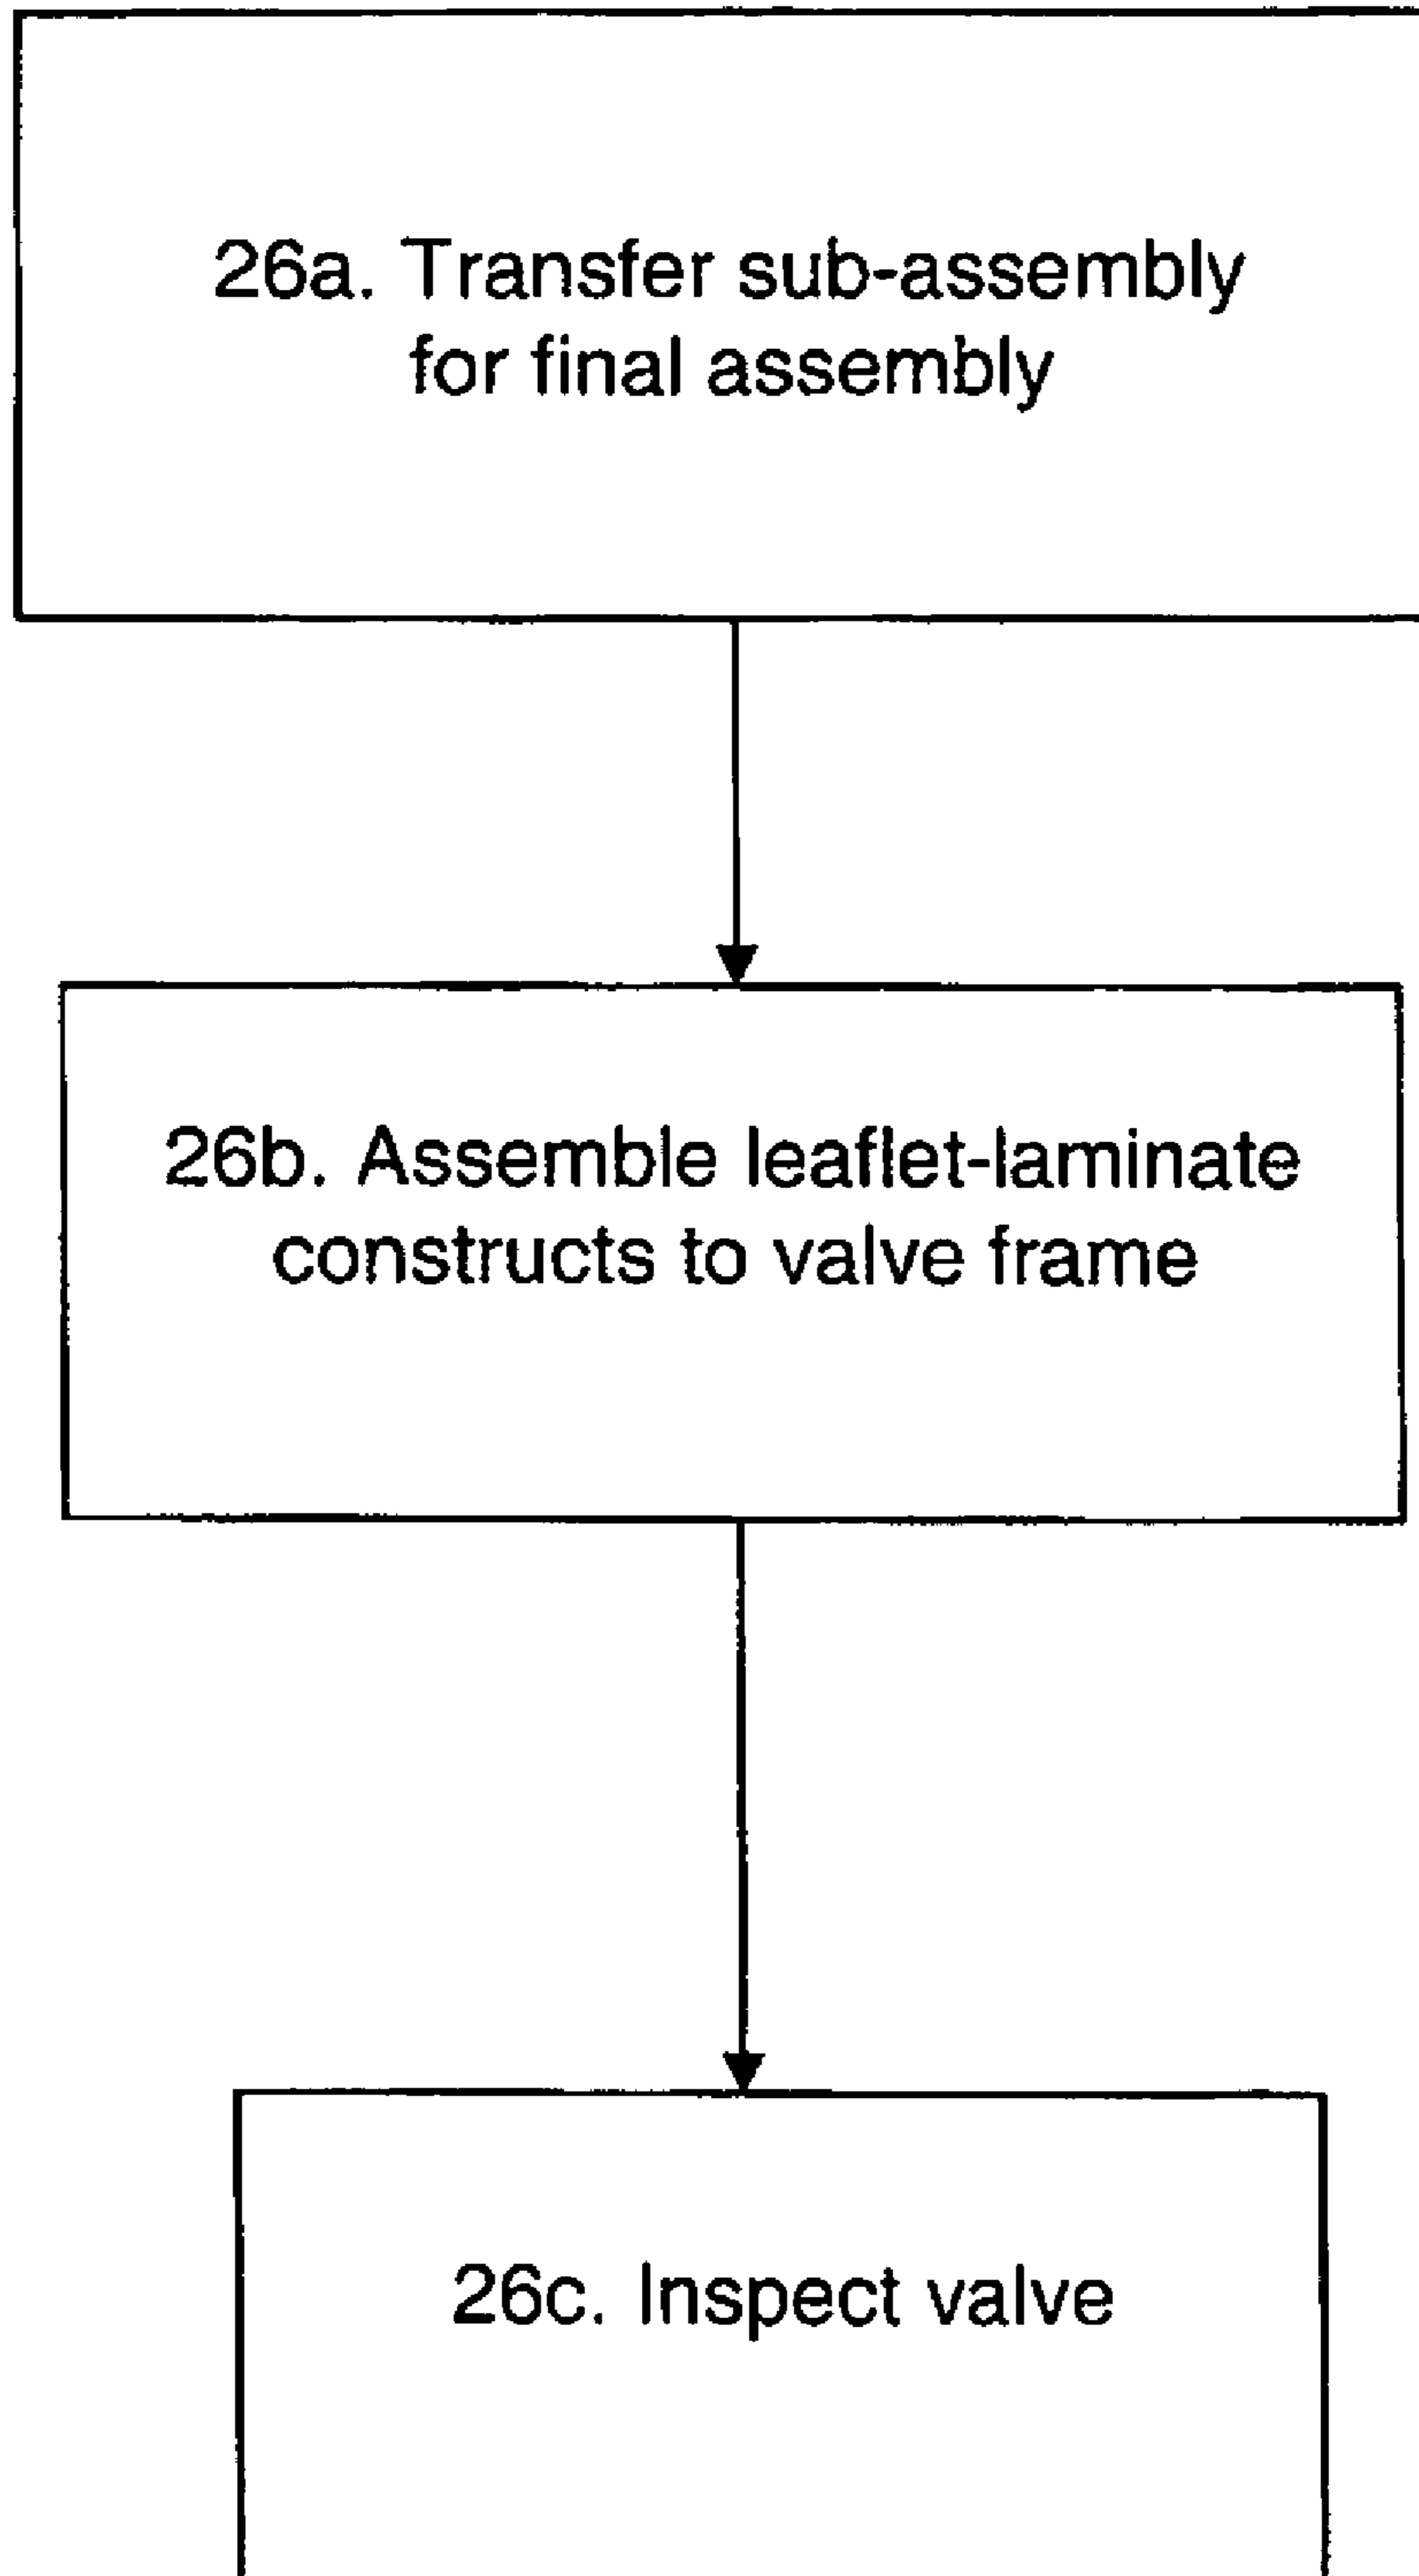 26a. Transfer sub-assembly
for final assembly
26b. Assemble leaflet-laminate
constructs to valve frame
26c. Inspect valve